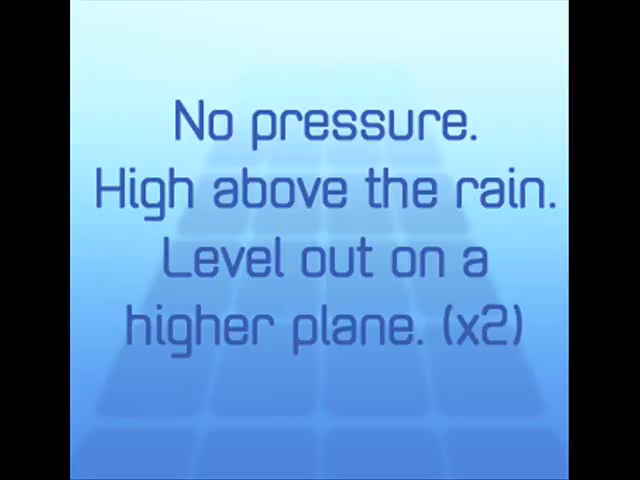 No pressure.
High above the rain.
Level out on a
higher plane. (x2)